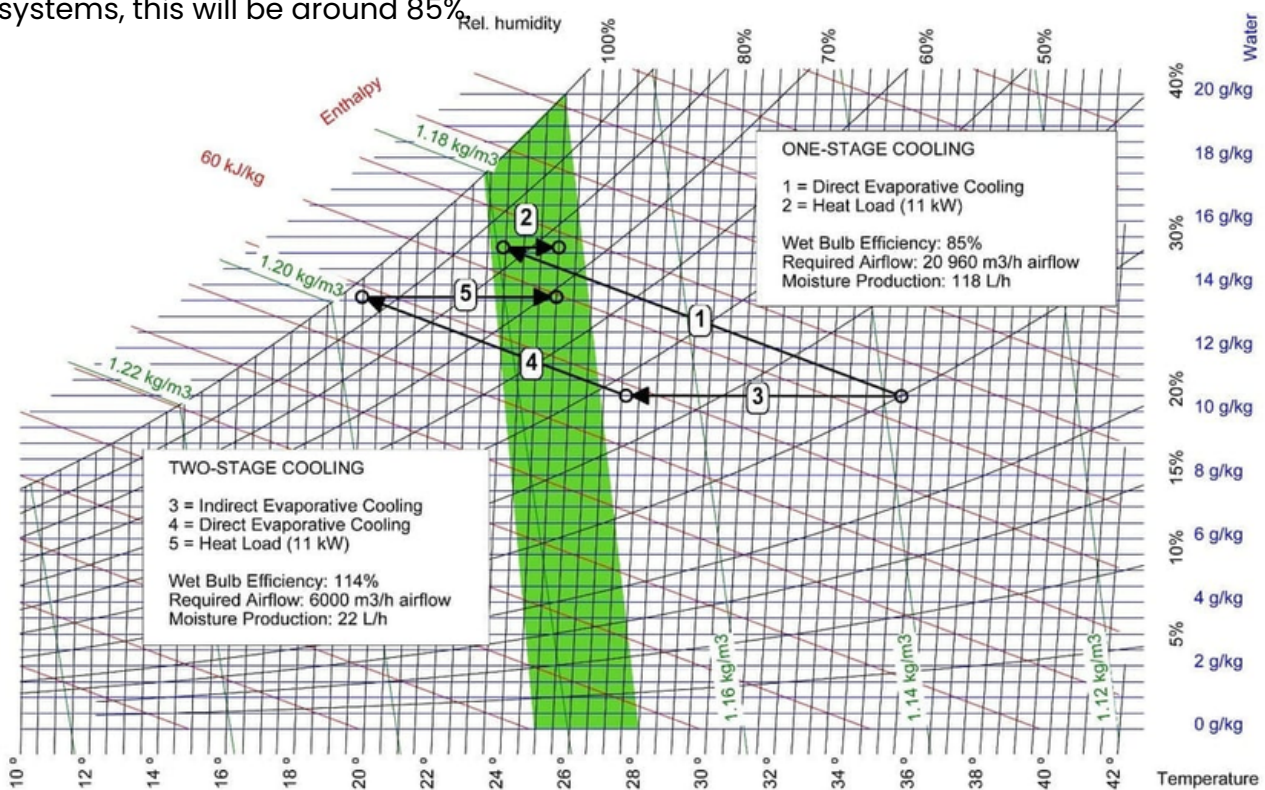 systems, this will be around 85%.
Rel. humidity
100%
80%
70%
60%
50%
40%
30%
20%
15%
10%
5%
Water
20 g/kg
18 g/kg
16 g/kg
14 g/kg
12 g/kg
10 g/kg
8 g/kg
6 g/kg
4 g/kg
2 g/kg
0 g/kg
Enthalpy
60 kJ/kg
1.18 kg/m3
1.20 kg/m3
1.22 kg/m3
ONE-STAGE COOLING
1 = Direct Evaporative Cooling
2 = Heat Load (11 kW)
Wet Bulb Efficiency: 85%
Required Airflow: 20 960 m3/h airflow
Moisture Production: 118 L/h
2
5
1
4
3
TWO-STAGE COOLING
3 = Indirect Evaporative Cooling
4 = Direct Evaporative Cooling
5 = Heat Load (11 kW)
Wet Bulb Efficiency: 114%
Required Airflow: 6000 m3/h airflow
Moisture Production: 22 L/h
1.16 kg/m3
1.14 kg/m3
1.12 kg/m3
10°
12°
14°
16°
18°
20°
22°
24°
26°
28°
30°
32°
34°
36°
38°
40°
42°
Temperature